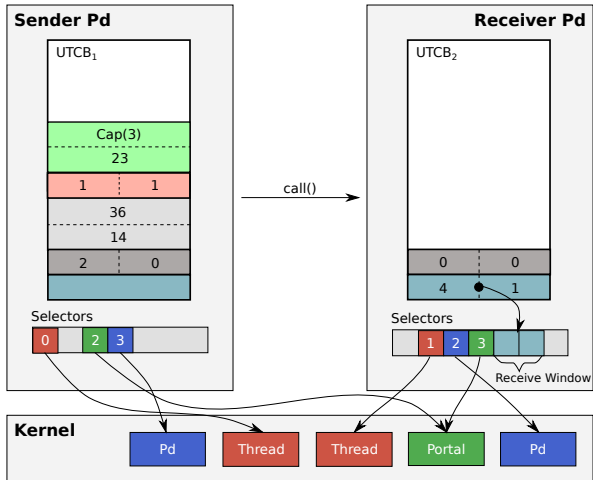 Sender Pd
UTCB1
Cap(3)
23
1 1
36
14
2 0
Selectors
0 2 3
call()
Receiver Pd
UTCB2
0 0
4 1
Selectors
1 2 3
Receive Window
Kernel
Pd Thread Thread Portal Pd